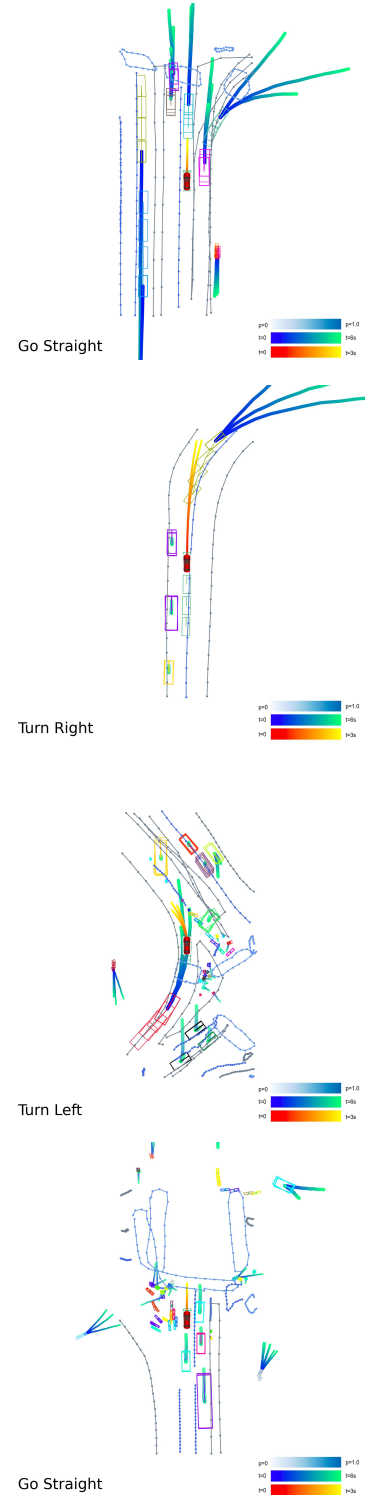 p=0 p=1.0
t=0 t=6s
t=0 t=3s
Go Straight
p=0 p=1.0
t=0 t=6s
t=0 t=3s
Turn Right
p=0 p=1.0
t=0 t=6s
t=0 t=3s
Turn Left
p=0 p=1.0
t=0 t=6s
t=0 t=3s
Go Straight